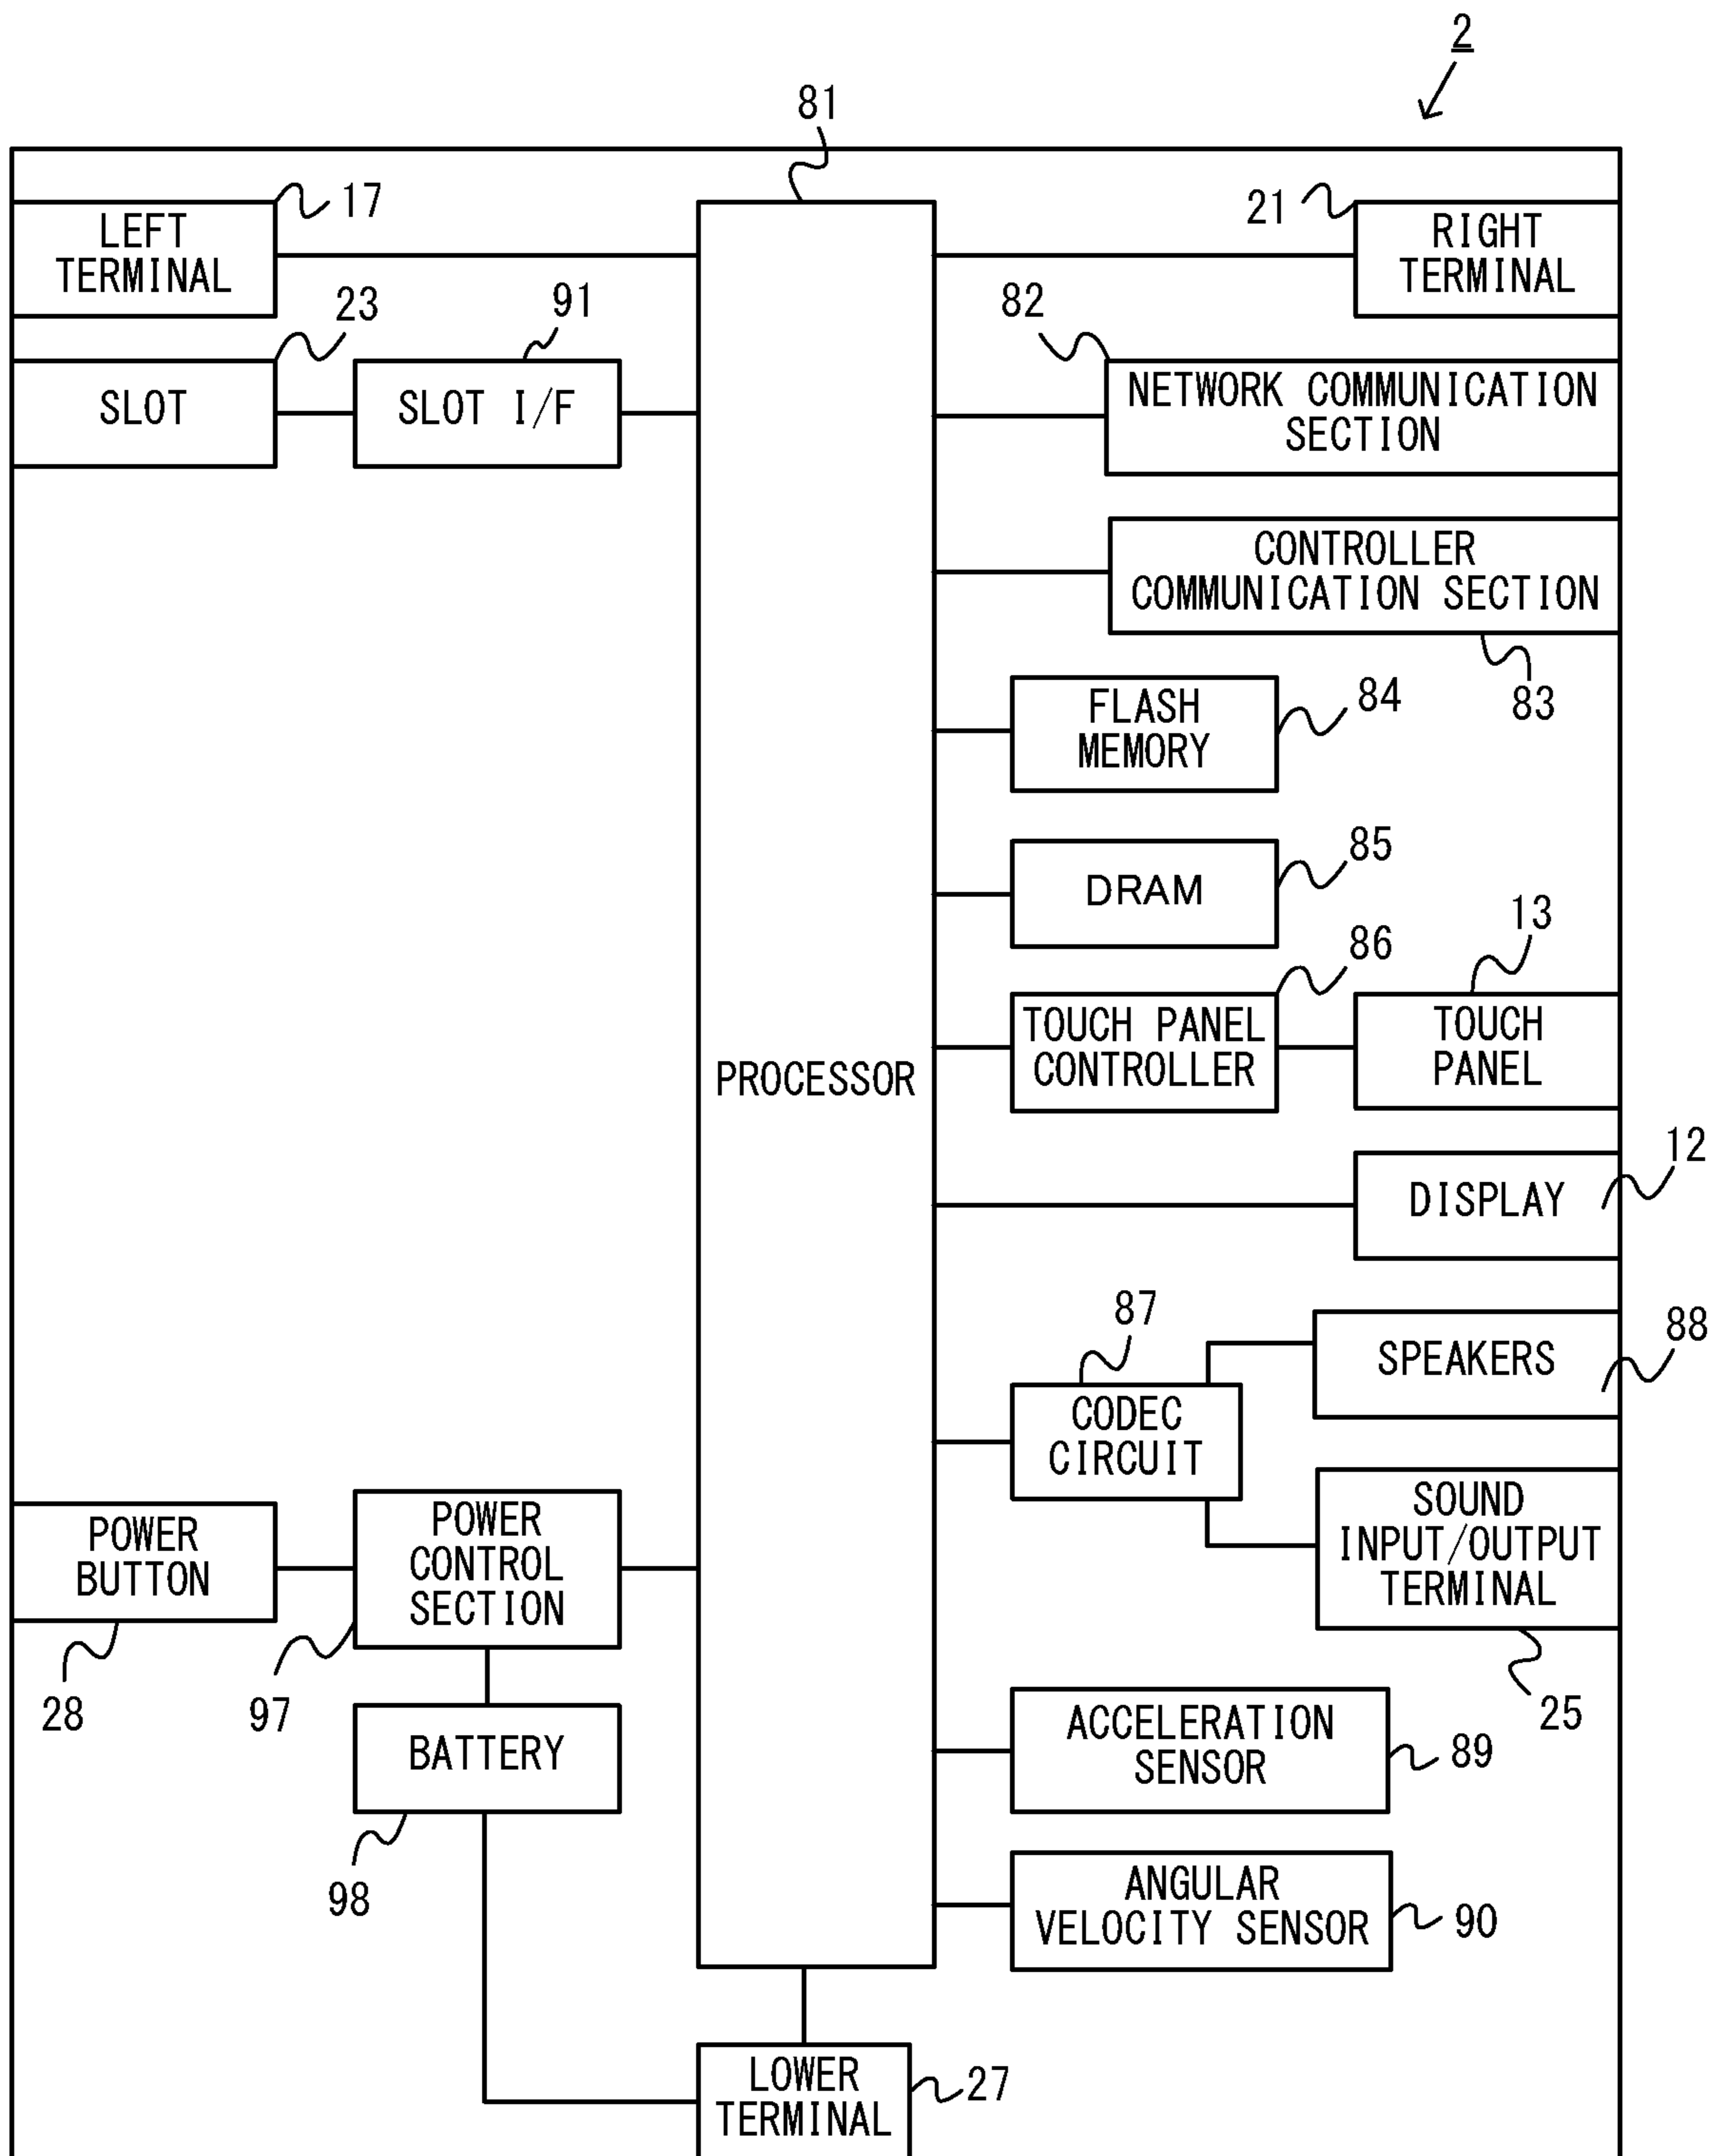 2
81
17
LEFT
TERMINAL
21
RIGHT
TERMINAL
23
91
SLOT
SLOT I/F
82
NETWORK COMMUNICATION
SECTION
CONTROLLER
COMMUNICATION SECTION
83
FLASH
MEMORY
84
DRAM
85
86
TOUCH PANEL
CONTROLLER
13
TOUCH
PANEL
PROCESSOR
DISPLAY
12
87
CODEC
CIRCUIT
SPEAKERS
88
SOUND
INPUT/OUTPUT
TERMINAL
25
POWER
BUTTON
28
POWER
CONTROL
SECTION
97
BATTERY
98
ACCELERATION
SENSOR
89
ANGULAR
VELOCITY SENSOR
90
LOWER
TERMINAL
27